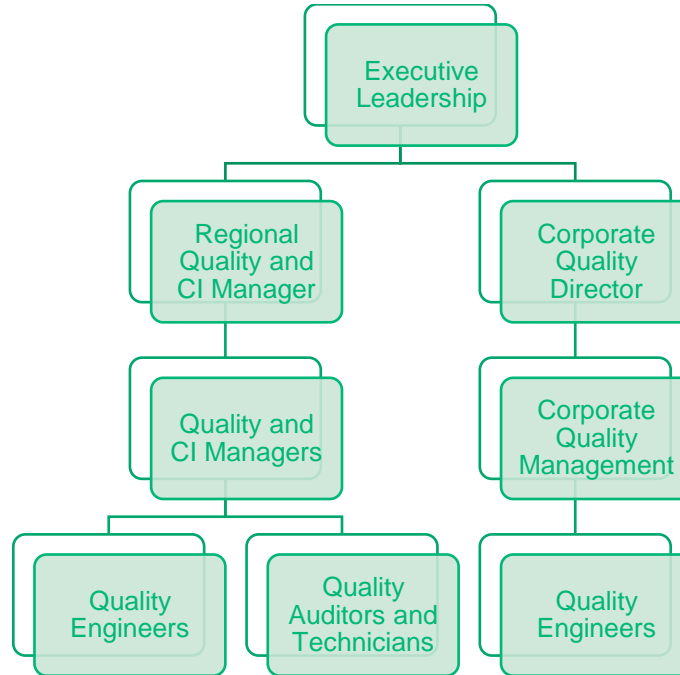 Executive
Leadership
Regional
Quality and
CI Manager
Corporate
Quality
Director
Quality and
CI Managers
Corporate
Quality
Management
Quality
Engineers
Quality
Auditors and
Technicians
Quality
Engineers